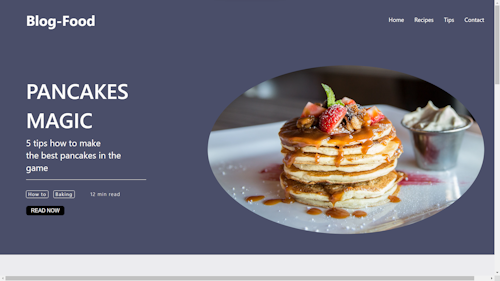 Blog-Food
Home Recipes Tips Contact
PANCAKES
MAGIC
5 tips how to make
the best pancakes in the
game
How to Baking 12 min read
READ NOW